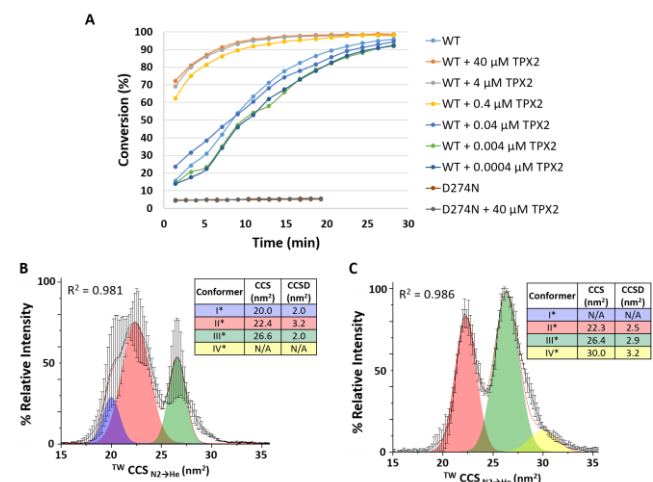 A
Conversion (%)
100
90
80
70
60
50
40
30
20
10
0
0
5
10
15
20
25
30
Time (min)
WT
WT + 40 µM TPX2
WT + 4 µM TPX2
WT + 0.4 µM TPX2
WT + 0.04 µM TPX2
WT + 0.004 µM TPX2
WT + 0.0004 µM TPX2
D274N
D274N + 40 µM TPX2
B
R² = 0.981
% Relative Intensity
100
50
0
15 20 25 30 35
TW CCS N2→He (nm²)
Conformer CCS (nm²) CCSD (nm²)
I* 20.0 2.0
II* 22.4 3.2
III* 26.6 2.0
IV* N/A N/A
C
R² = 0.986
% Relative Intensity
100
50
0
15 20 25 30 35
TW CCS N2→He (nm²)
Conformer CCS (nm²) CCSD (nm²)
I* N/A N/A
II* 22.3 2.5
III* 26.4 2.9
IV* 30.0 3.2